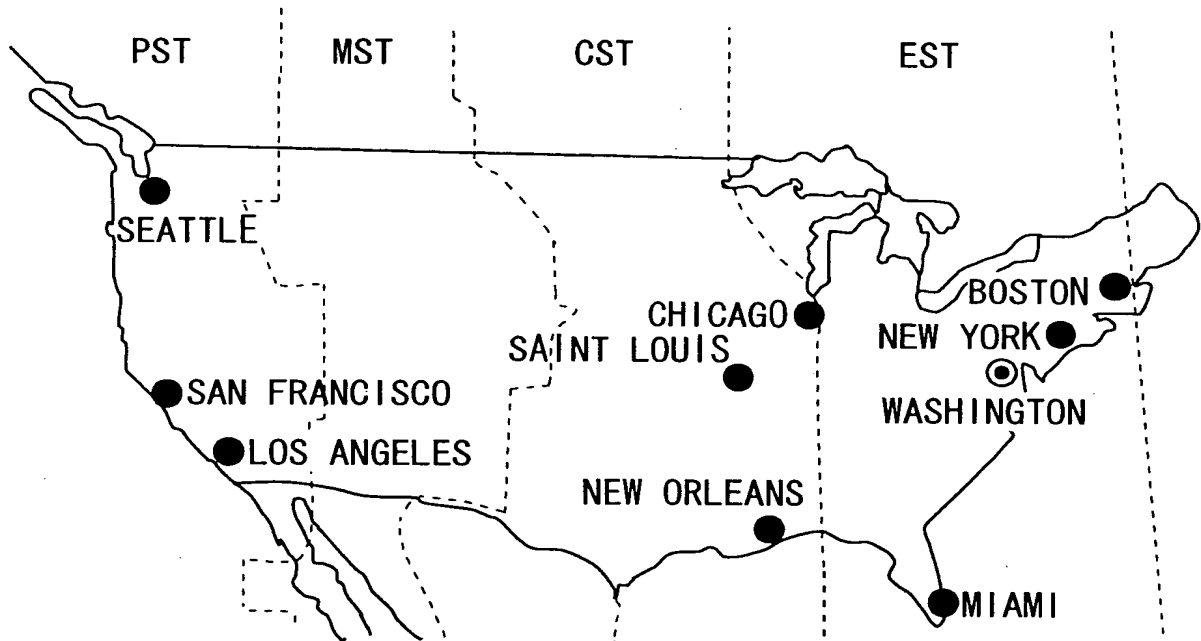 PST
MST
CST
EST
SEATTLE
BOSTON
CHICAGO
NEW YORK
SAINT LOUIS
SAN FRANCISCO
WASHINGTON
LOS ANGELES
NEW ORLEANS
MIAMI